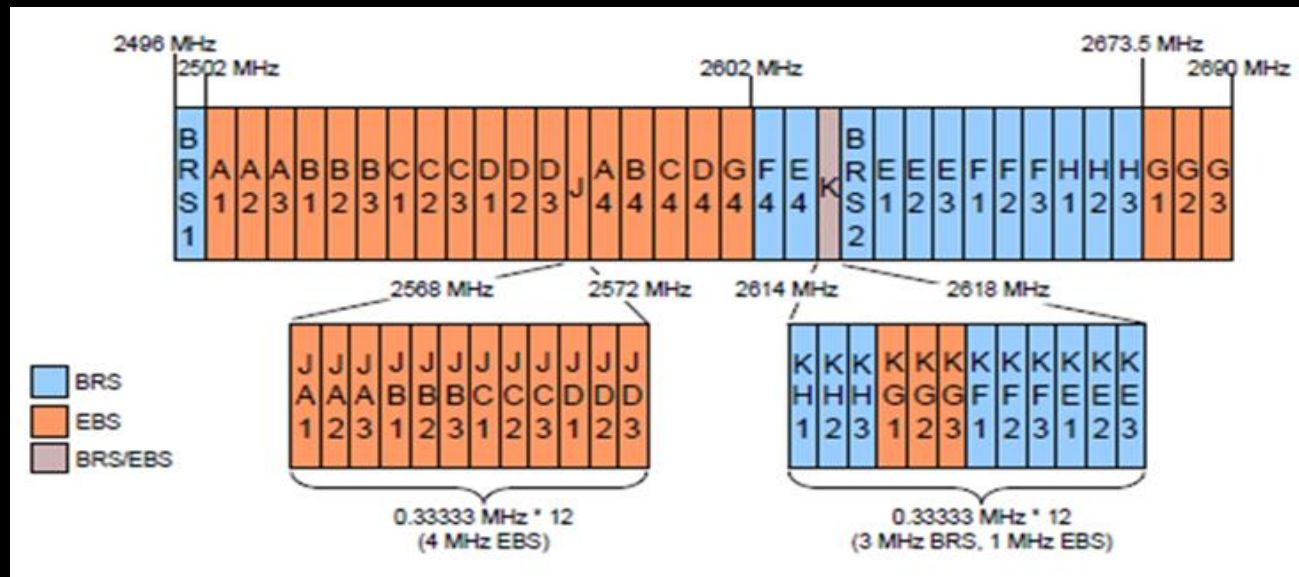 2496 MHz
2673.5 MHz
2502 MHz
2602 MHz
2690 MHz
BRS1 A1 A2 A3 B1 B2 B3 C1 C2 C3 D1 D2 D3 J A4 B4 C4 D4 G4 F4 E4 K BRS2 E1 E2 E3 F1 F2 F3 H1 H2 H3 G1 G2 G3
2568 MHz
2572 MHz
2614 MHz
2618 MHz
JA1 JA2 JA3 JB1 JB2 JB3 JC1 JC2 JC3 JD1 JD2 JD3
KH1 KH2 KH3 KG1 KG2 KG3 KF1 KF2 KF3 KE1 KE2 KE3
BRS
EBS
BRS/EBS
0.33333 MHz * 12
(4 MHz EBS)
0.33333 MHz * 12
(3 MHz BRS, 1 MHz EBS)